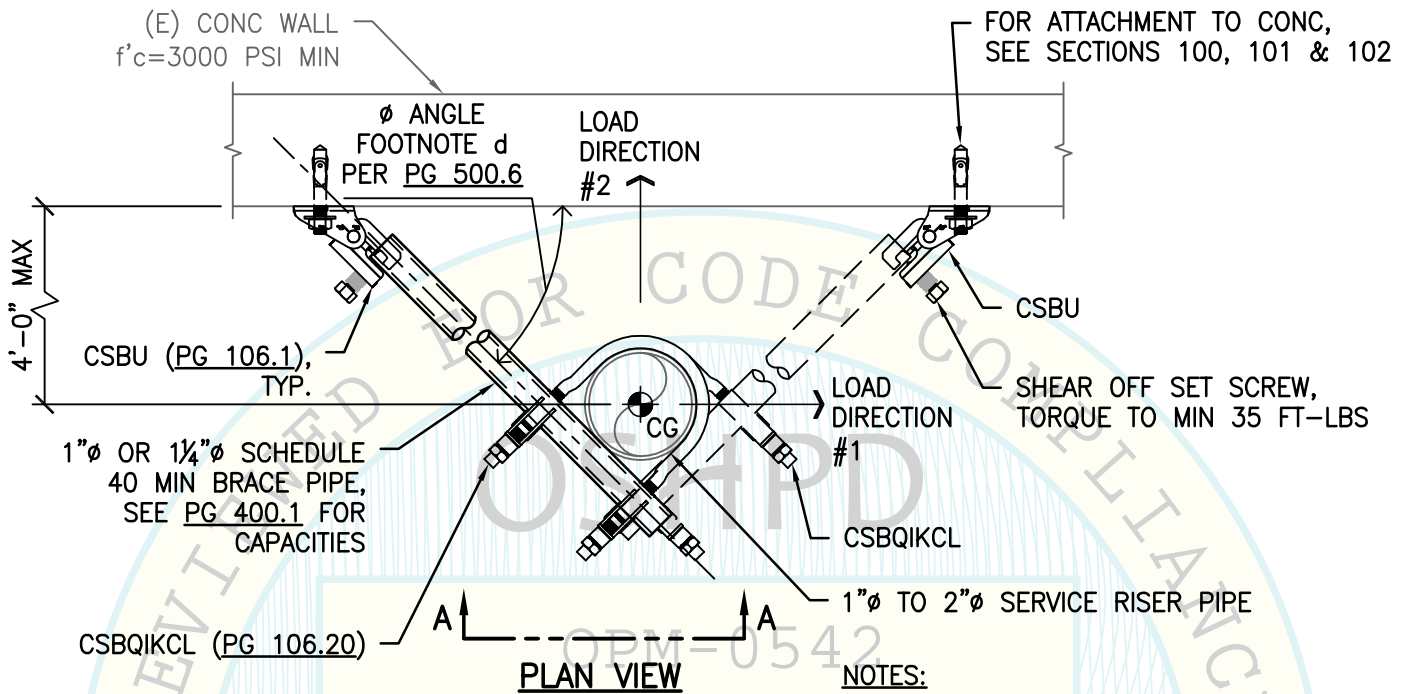 (E) CONC WALL
f'c=3000 PSI MIN
FOR ATTACHMENT TO CONC,
SEE SECTIONS 100, 101 & 102
ø ANGLE
FOOTNOTE d
PER PG 500.6
LOAD
DIRECTION
#2
4'-0" MAX
CSBU (PG 106.1),
TYP.
CSBU
SHEAR OFF SET SCREW,
TORQUE TO MIN 35 FT-LBS
LOAD
DIRECTION
#1
CG
1"ø OR 1¼"ø SCHEDULE
40 MIN BRACE PIPE,
SEE PG 400.1 FOR
CAPACITIES
CSBQIKCL
1"ø TO 2"ø SERVICE RISER PIPE
CSBQIKCL (PG 106.20)
A
A
PLAN VIEW
NOTES:
EVIEWED FOR CODE COMPLIANC
OSHPD
OPM-0542